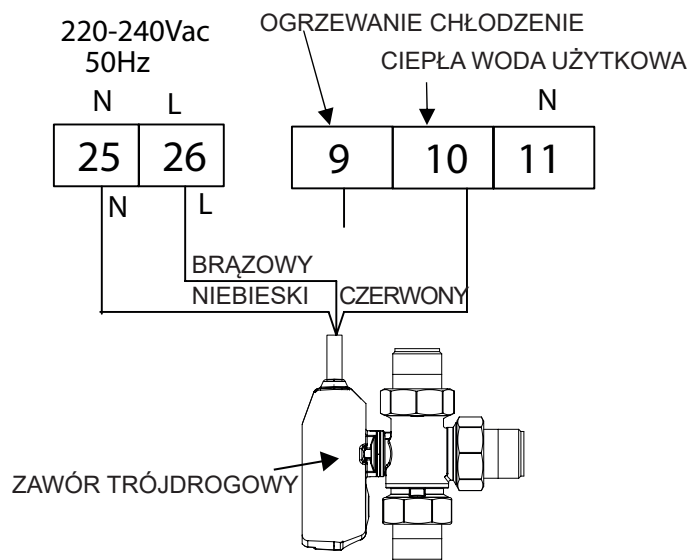 220-240Vac
50Hz
OGRZEWANIE CHŁODZENIE
CIEPŁA WODA UŻYTKOWA
N L N
25 26 9 10 11
N L
BRĄZOWY
NIEBIESKI CZERWONY
ZAWÓR TRÓJDROGOWY